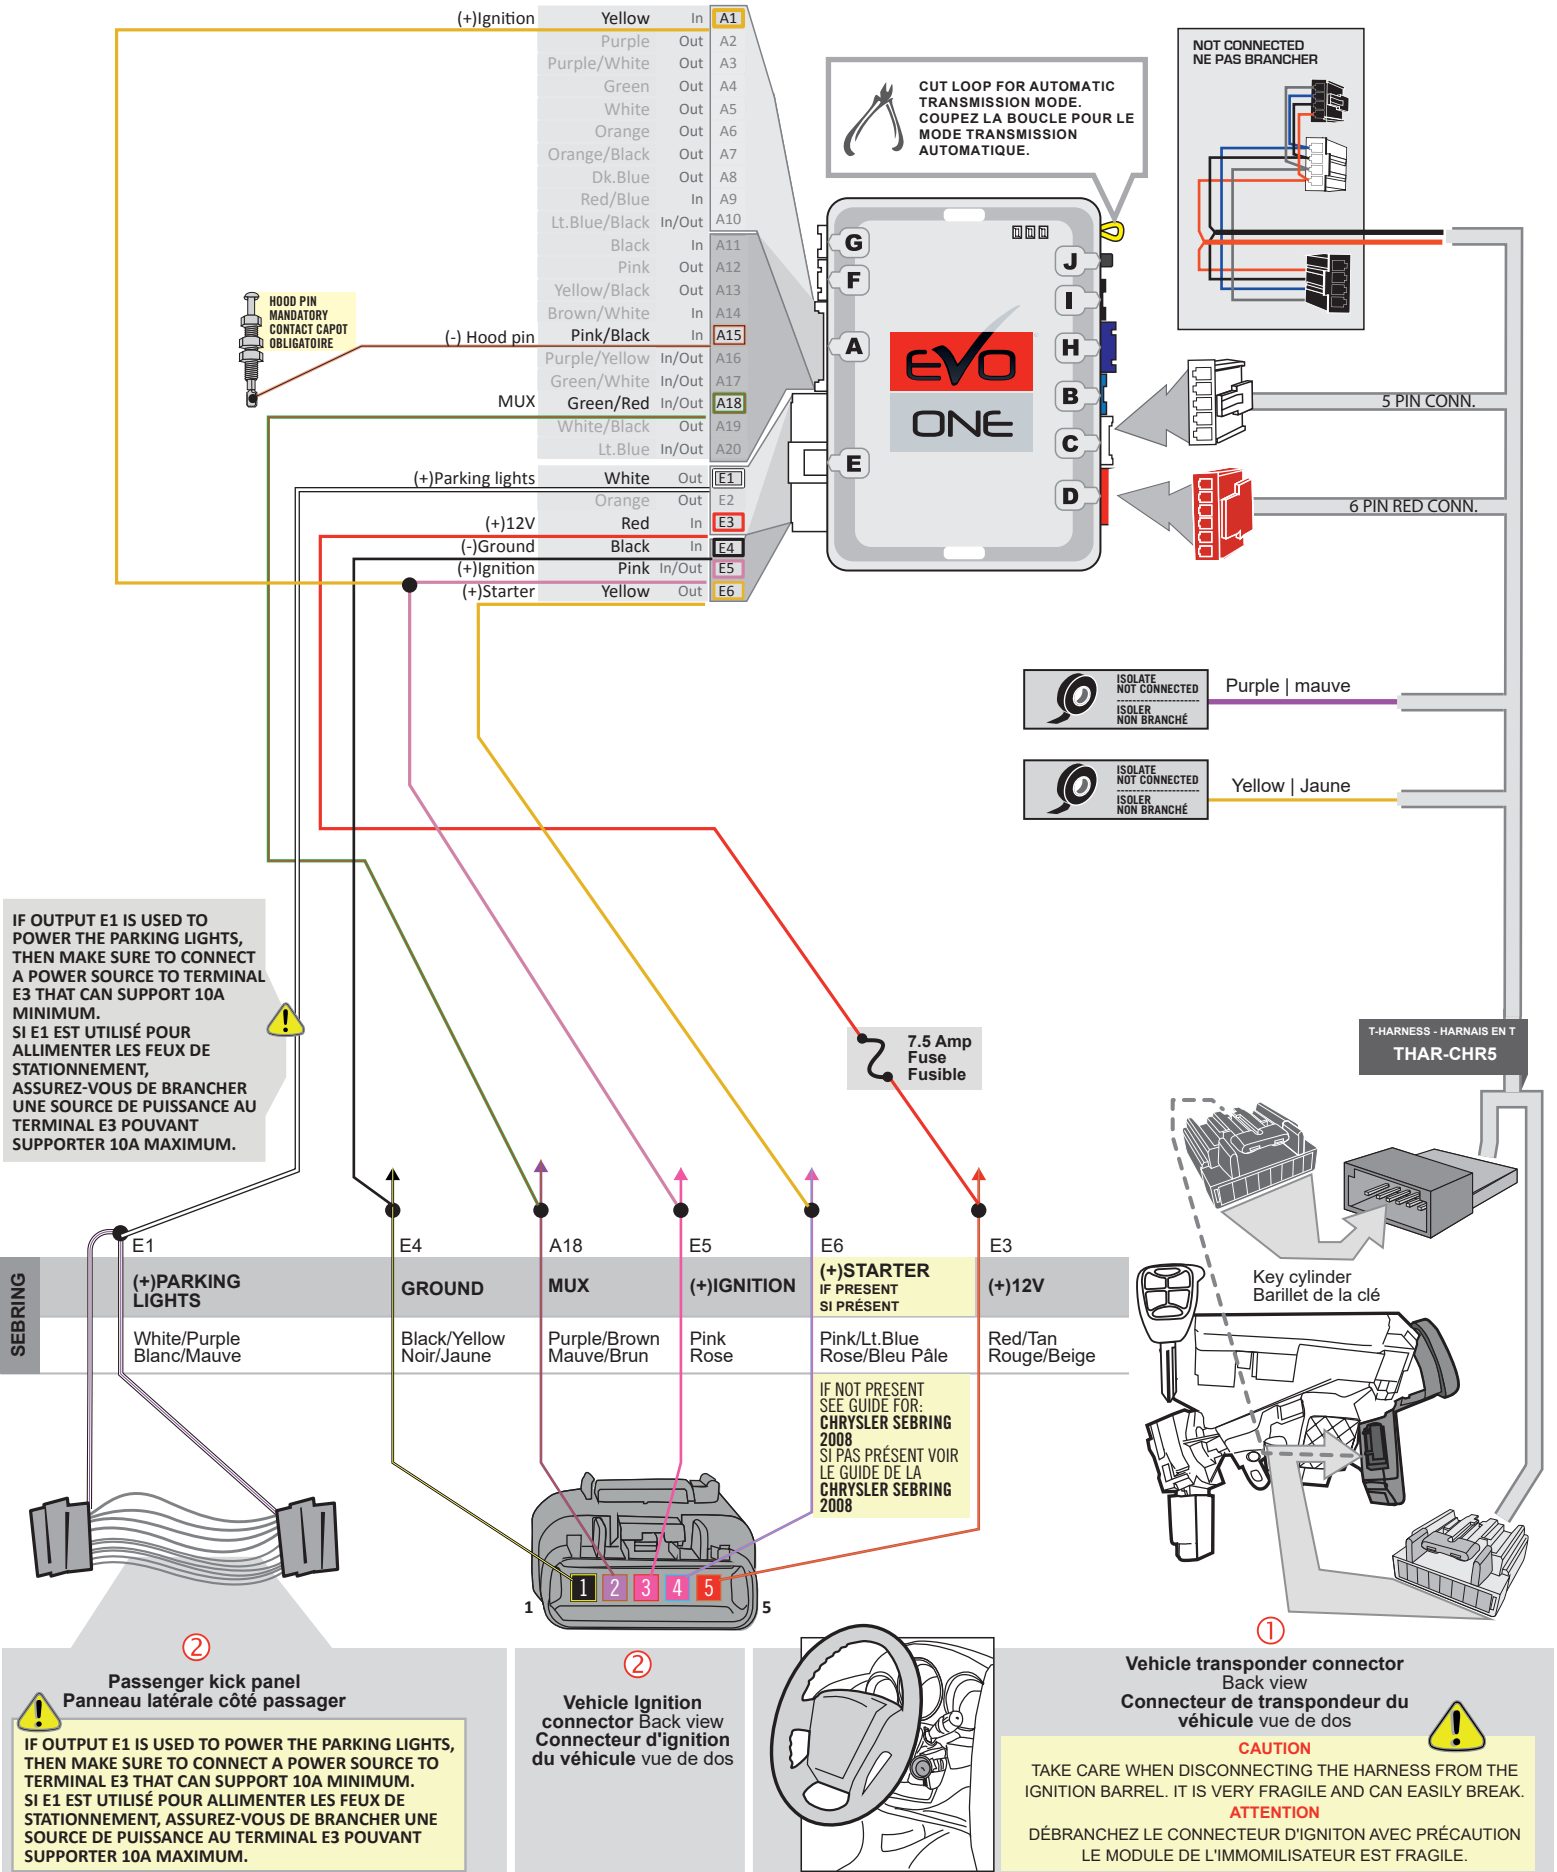 (+)Ignition Yellow In A1
Purple Out A2
Purple/White Out A3
Green Out A4
White Out A5
Orange Out A6
Orange/Black Out A7
Dk.Blue Out A8
Red/Blue In A9
Lt.Blue/Black In/Out A10
Black In A11
Pink Out A12
Yellow/Black Out A13
Brown/White In A14
(-) Hood pin Pink/Black In A15
Purple/Yellow In/Out A16
Green/White In/Out A17
MUX Green/Red In/Out A18
White/Black Out A19
Lt.Blue In/Out A20
(+)Parking lights White Out E1
Orange Out E2
(+)12V Red In E3
(-)Ground Black In E4
(+)Ignition Pink In/Out E5
(+)Starter Yellow Out E6
HOOD PIN
MANDATORY
CONTACT CAPOT
OBLIGATOIRE
CUT LOOP FOR AUTOMATIC
TRANSMISSION MODE.
COUPEZ LA BOUCLE POUR LE
MODE TRANSMISSION
AUTOMATIQUE.
NOT CONNECTED
NE PAS BRANCHER
G
F
A
E
J
I
H
B
C
D
EVO
ONE
5 PIN CONN.
6 PIN RED CONN.
ISOLATE
NOT CONNECTED
ISOLER
NON BRANCHÉ
Purple | mauve
ISOLATE
NOT CONNECTED
ISOLER
NON BRANCHÉ
Yellow | Jaune
IF OUTPUT E1 IS USED TO
POWER THE PARKING LIGHTS,
THEN MAKE SURE TO CONNECT
A POWER SOURCE TO TERMINAL
E3 THAT CAN SUPPORT 10A
MINIMUM.
SI E1 EST UTILISÉ POUR
ALLIMENTER LES FEUX DE
STATIONNEMENT,
ASSUREZ-VOUS DE BRANCHER
UNE SOURCE DE PUISSANCE AU
TERMINAL E3 POUVANT
SUPPORTER 10A MAXIMUM.
7.5 Amp
Fuse
Fusible
T-HARNESS - HARNAIS EN T
THAR-CHR5
Key cylinder
Barillet de la clé
SEBRING
E1
(+)PARKING
LIGHTS
White/Purple
Blanc/Mauve
E4
GROUND
Black/Yellow
Noir/Jaune
A18
MUX
Purple/Brown
Mauve/Brun
E5
(+)IGNITION
Pink
Rose
E6
(+)STARTER
IF PRESENT
SI PRÉSENT
Pink/Lt.Blue
Rose/Bleu Pâle
IF NOT PRESENT
SEE GUIDE FOR:
CHRYSLER SEBRING
2008
SI PAS PRÉSENT VOIR
LE GUIDE DE LA
CHRYSLER SEBRING
2008
E3
(+)12V
Red/Tan
Rouge/Beige
1 2 3 4 5
1 5
2
Passenger kick panel
Panneau latérale côté passager
IF OUTPUT E1 IS USED TO POWER THE PARKING LIGHTS,
THEN MAKE SURE TO CONNECT A POWER SOURCE TO
TERMINAL E3 THAT CAN SUPPORT 10A MINIMUM.
SI E1 EST UTILISÉ POUR ALLIMENTER LES FEUX DE
STATIONNEMENT, ASSUREZ-VOUS DE BRANCHER UNE
SOURCE DE PUISSANCE AU TERMINAL E3 POUVANT
SUPPORTER 10A MAXIMUM.
2
Vehicle Ignition
connector Back view
Connecteur d'ignition
du véhicule vue de dos
1
Vehicle transponder connector
Back view
Connecteur de transpondeur du
véhicule vue de dos
CAUTION
TAKE CARE WHEN DISCONNECTING THE HARNESS FROM THE
IGNITION BARREL. IT IS VERY FRAGILE AND CAN EASILY BREAK.
ATTENTION
DÉBRANCHEZ LE CONNECTEUR D'IGNITON AVEC PRÉCAUTION
LE MODULE DE L'IMMOMILISATEUR EST FRAGILE.